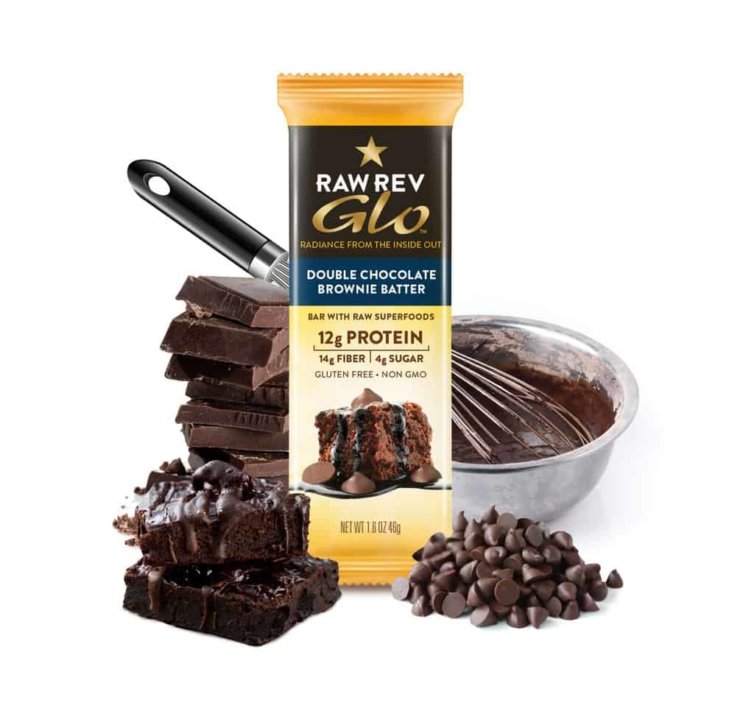 RAW REV
Glo™
RADIANCE FROM THE INSIDE OUT
DOUBLE CHOCOLATE
BROWNIE BATTER
BAR WITH RAW SUPERFOODS
12g PROTEIN
14g FIBER | 4g SUGAR
GLUTEN FREE • NON GMO
NET WT 1.6 OZ 46g